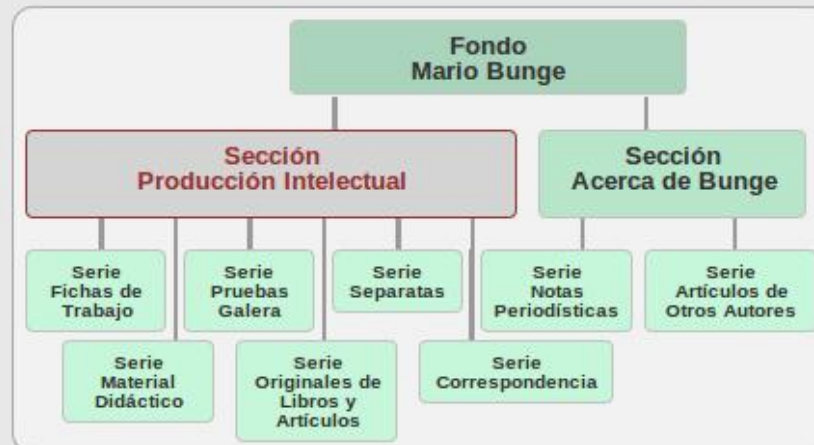 Fondo
Mario Bunge
Sección
Producción Intelectual
Sección
Acerca de Bunge
Serie
Fichas de
Trabajo
Serie
Pruebas
Galera
Serie
Separatas
Serie
Notas
Periodísticas
Serie
Artículos de
Otros Autores
Serie
Material
Didáctico
Serie
Originales de
Libros y
Artículos
Serie
Correspondencia